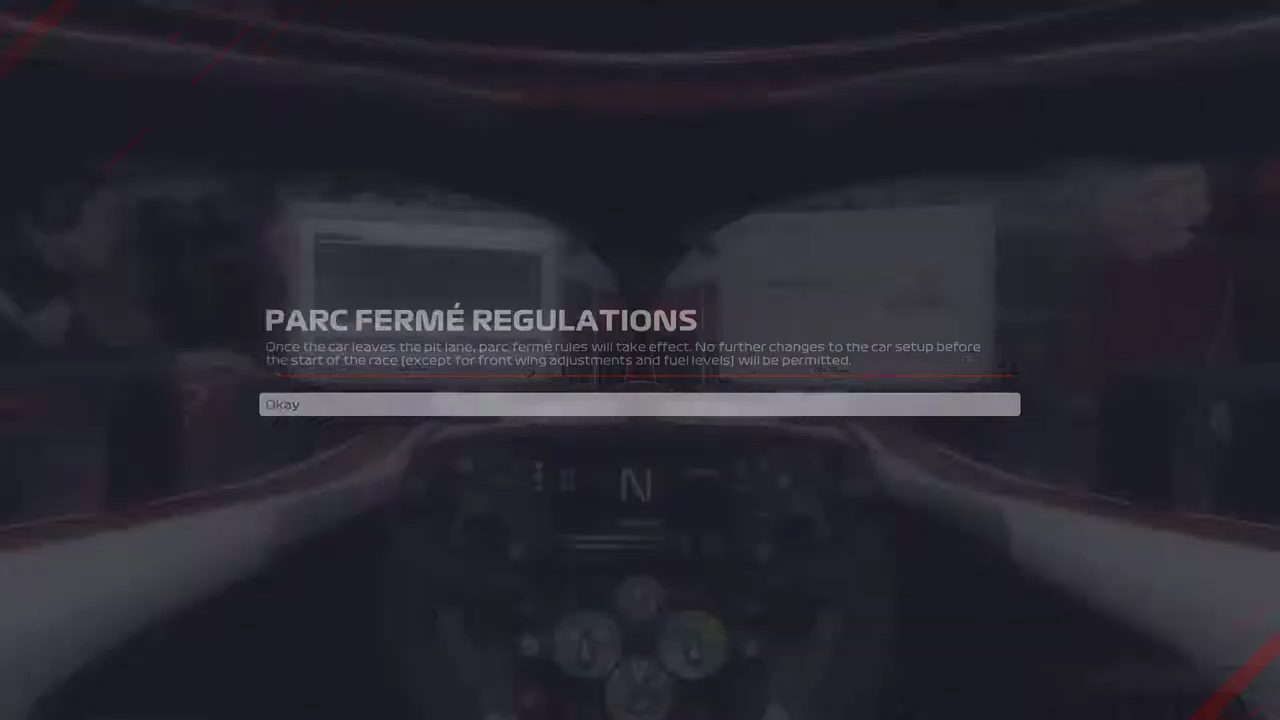 PARC FERMÉ REGULATIONS
Once the car leaves the pit lane, parc fermé rules will take effect. No further changes to the car setup before
the start of the race (except for front wing adjustments and fuel levels) will be permitted.
Okay
N